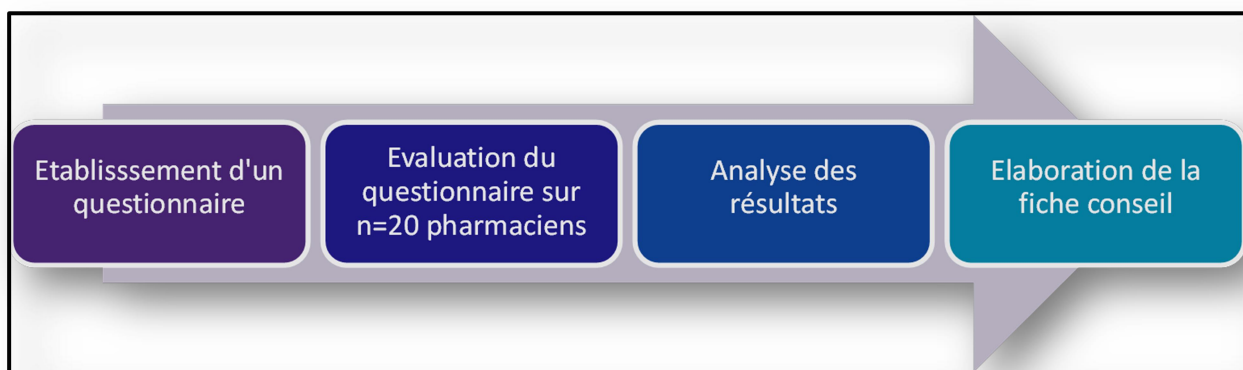 Etablisssement d'un
questionnaire
Evaluation du
questionnaire sur
n=20 pharmaciens
Analyse des
résultats
Elaboration de la
fiche conseil